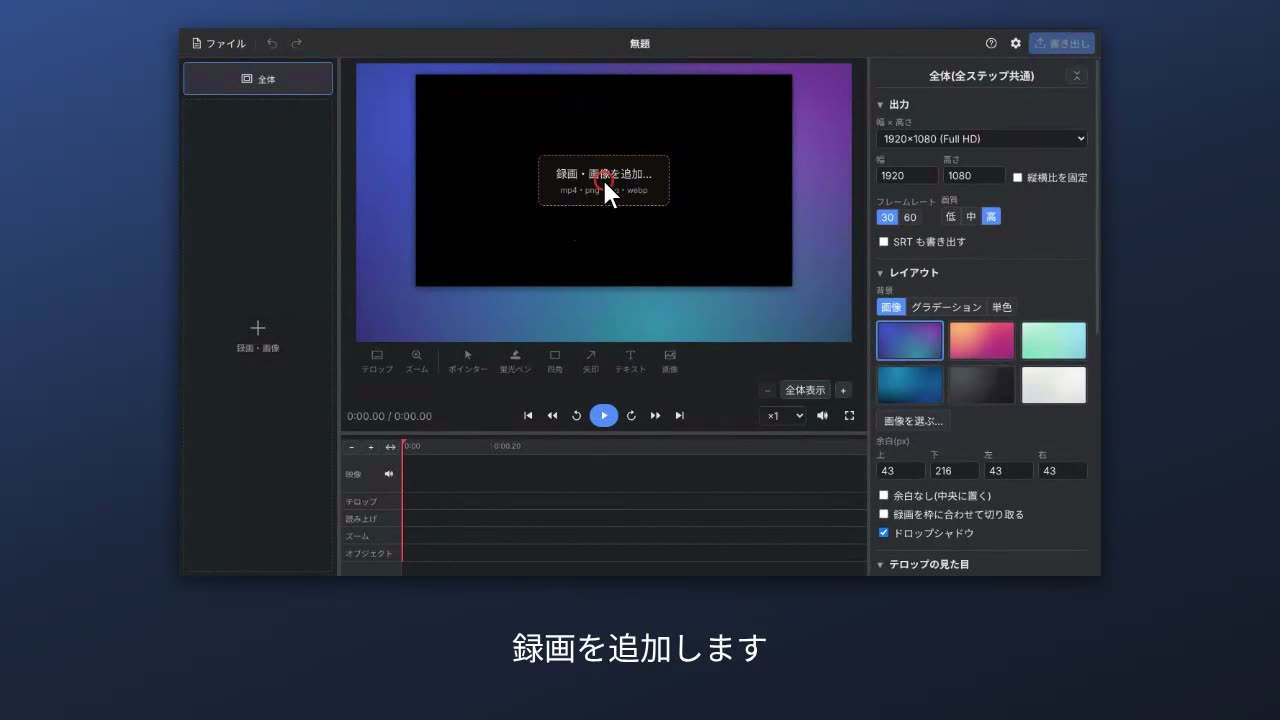 ファイル
無題
書き出し
全体
録画・画像
録画・画像を追加...
mp4・png
webp
テロップ
ズーム
ポインター
蛍光ペン
四角
矢印
テキスト
画像
全体表示
0:00.00 / 0:00.00
×1
0:00
0:00.20
映像
テロップ
読み上げ
ズーム
オブジェクト
全体(全ステップ共通)
出力
幅 × 高さ
1920×1080 (Full HD)
幅 高さ
1920 1080 縦横比を固定
フレームレート 画質
30 60 低 中 高
SRT も書き出す
レイアウト
背景
画像 グラデーション 単色
画像を選ぶ...
余白(px)
上 下 左 右
43 216 43 43
余白なし(中央に置く)
録画を枠に合わせて切り取る
ドロップシャドウ
テロップの見た目
録画を追加します